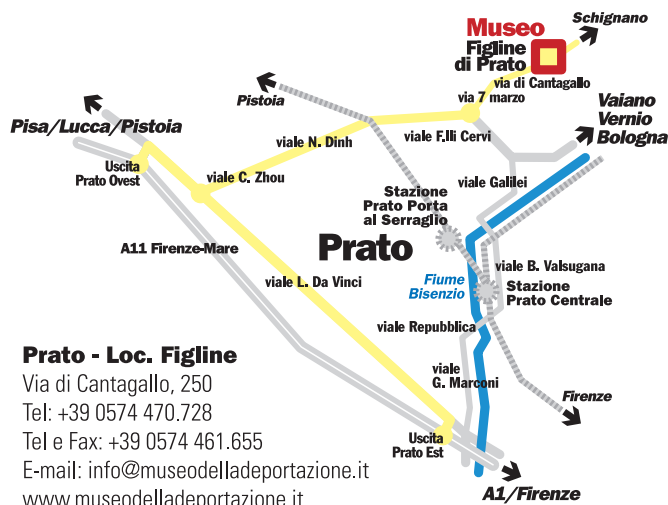 Schignano
Museo
Figline
di Prato
via di Cantagallo
via 7 marzo
Pistoia
Vaiano
Vernio
Bologna
Pisa/Lucca/Pistoia
viale F.lli Cervi
viale N. Dinh
Uscita
Prato Ovest
viale C. Zhou
viale Galilei
Stazione
Prato Porta
al Serraglio
A11 Firenze-Mare
Prato
viale B. Valsugana
viale L. Da Vinci
Fiume
Bisenzio
Stazione
Prato Centrale
viale Repubblica
Prato - Loc. Figline
Via di Cantagallo, 250
Tel: +39 0574 470.728
Tel e Fax: +39 0574 461.655
E-mail: info@museodelladeportazione.it
www.museodelladeportazione.it
viale
G. Marconi
Firenze
Uscita
Prato Est
A1/Firenze